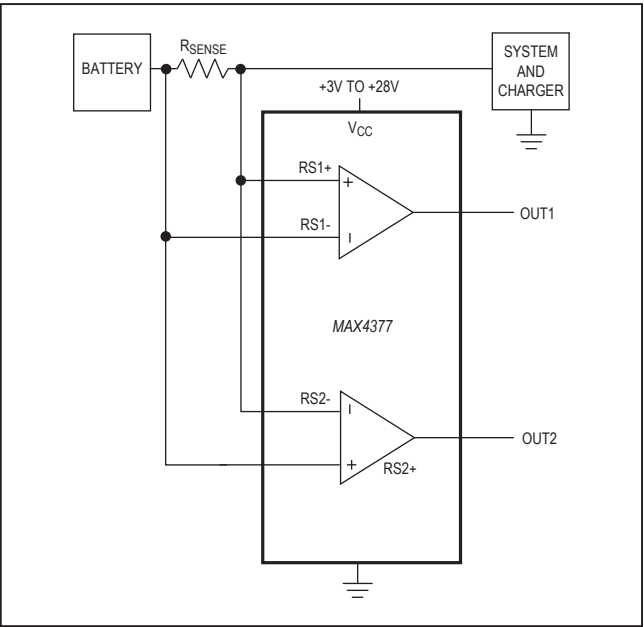 BATTERY
RSENSE
SYSTEM
AND
CHARGER
+3V TO +28V
VCC
RS1+
+
OUT1
RS1-
−
MAX4377
RS2-
−
OUT2
+
RS2+